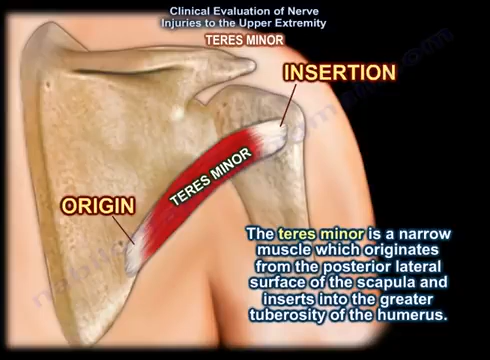 Clinical Evaluation of Nerve
Injuries to the Upper Extremity
TERES MINOR
INSERTION
TERES MINOR
ORIGIN
The teres minor is a narrow
muscle which originates
from the posterior lateral
surface of the scapula and
inserts into the greater
tuberosity of the humerus.